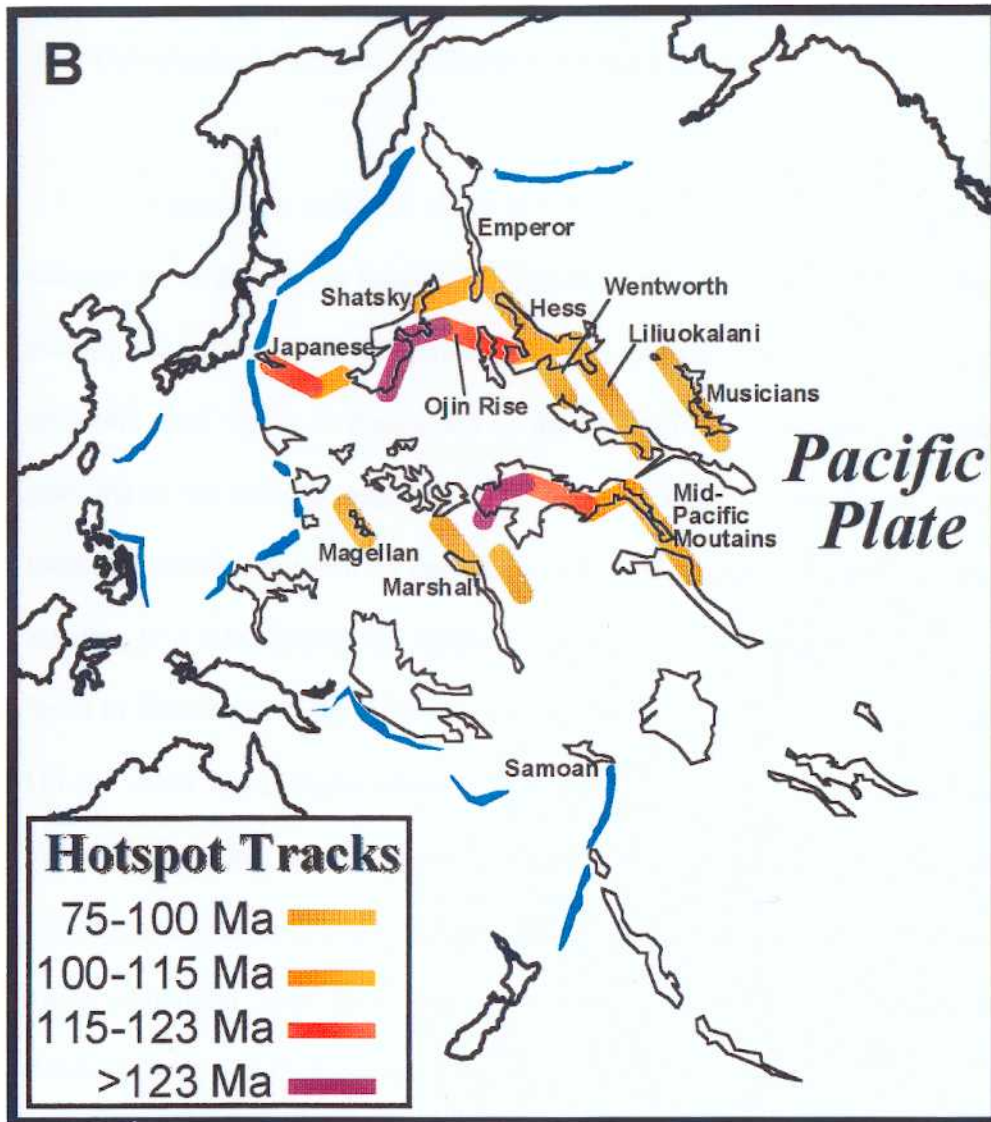 B
Emperor
Shatsky
Hess
Wentworth
Liliuokalani
Japanese
Ojin Rise
Musicians
Pacific
Plate
Mid-
Pacific
Moutains
Magellan
Marshall
Samoan
Hotspot Tracks
75-100 Ma
100-115 Ma
115-123 Ma
>123 Ma